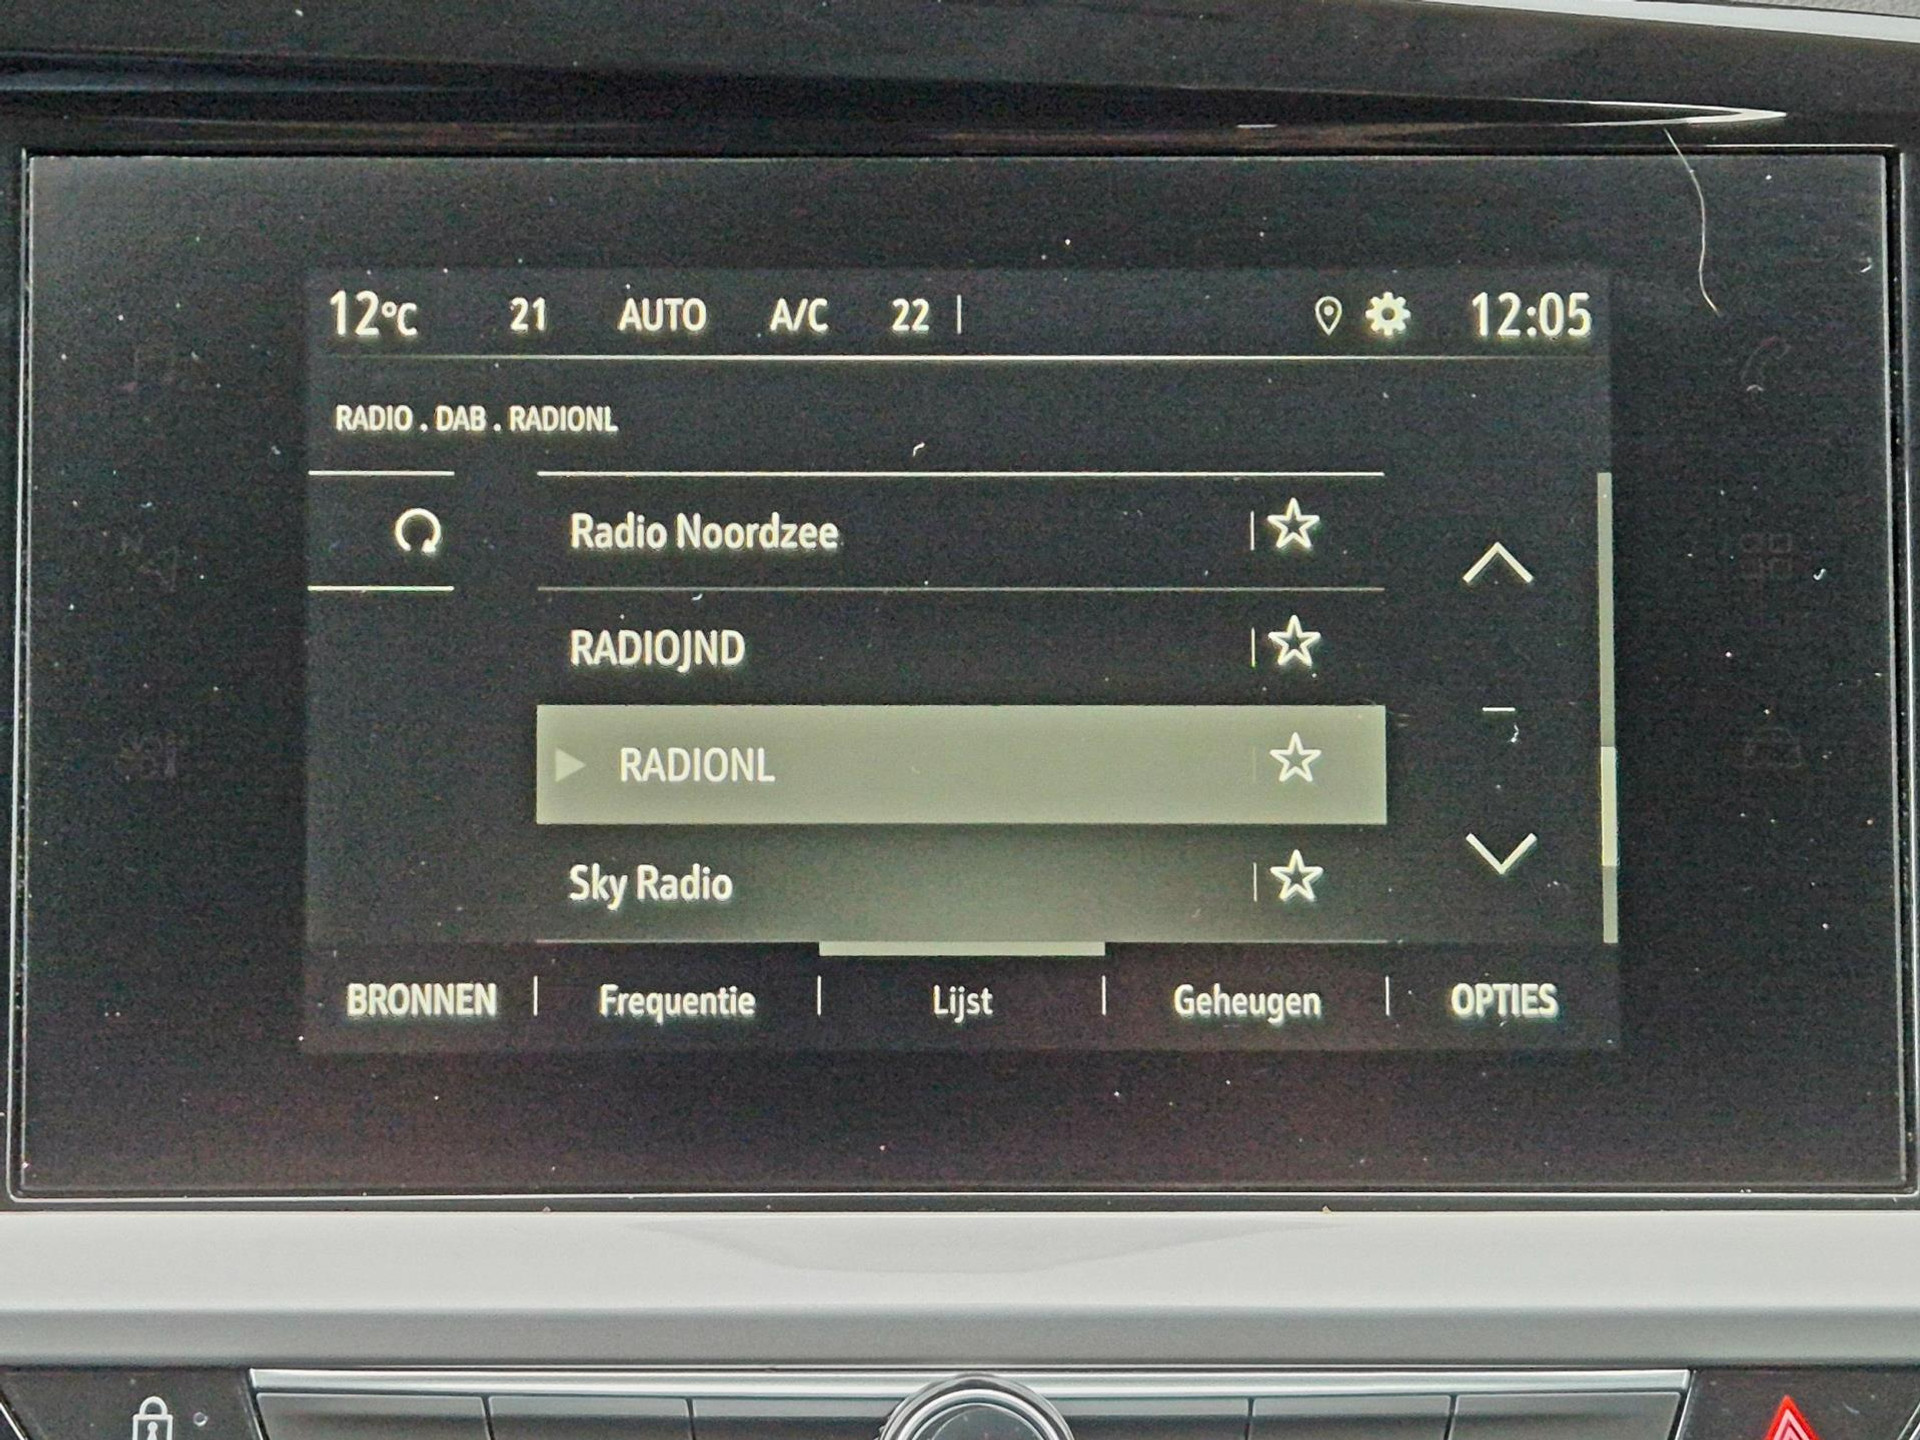 12°C 21 AUTO A/C 22 12:05
RADIO . DAB . RADIONL
Radio Noordzee
RADIOJND
RADIONL
Sky Radio
BRONNEN Frequentie Lijst Geheugen OPTIES